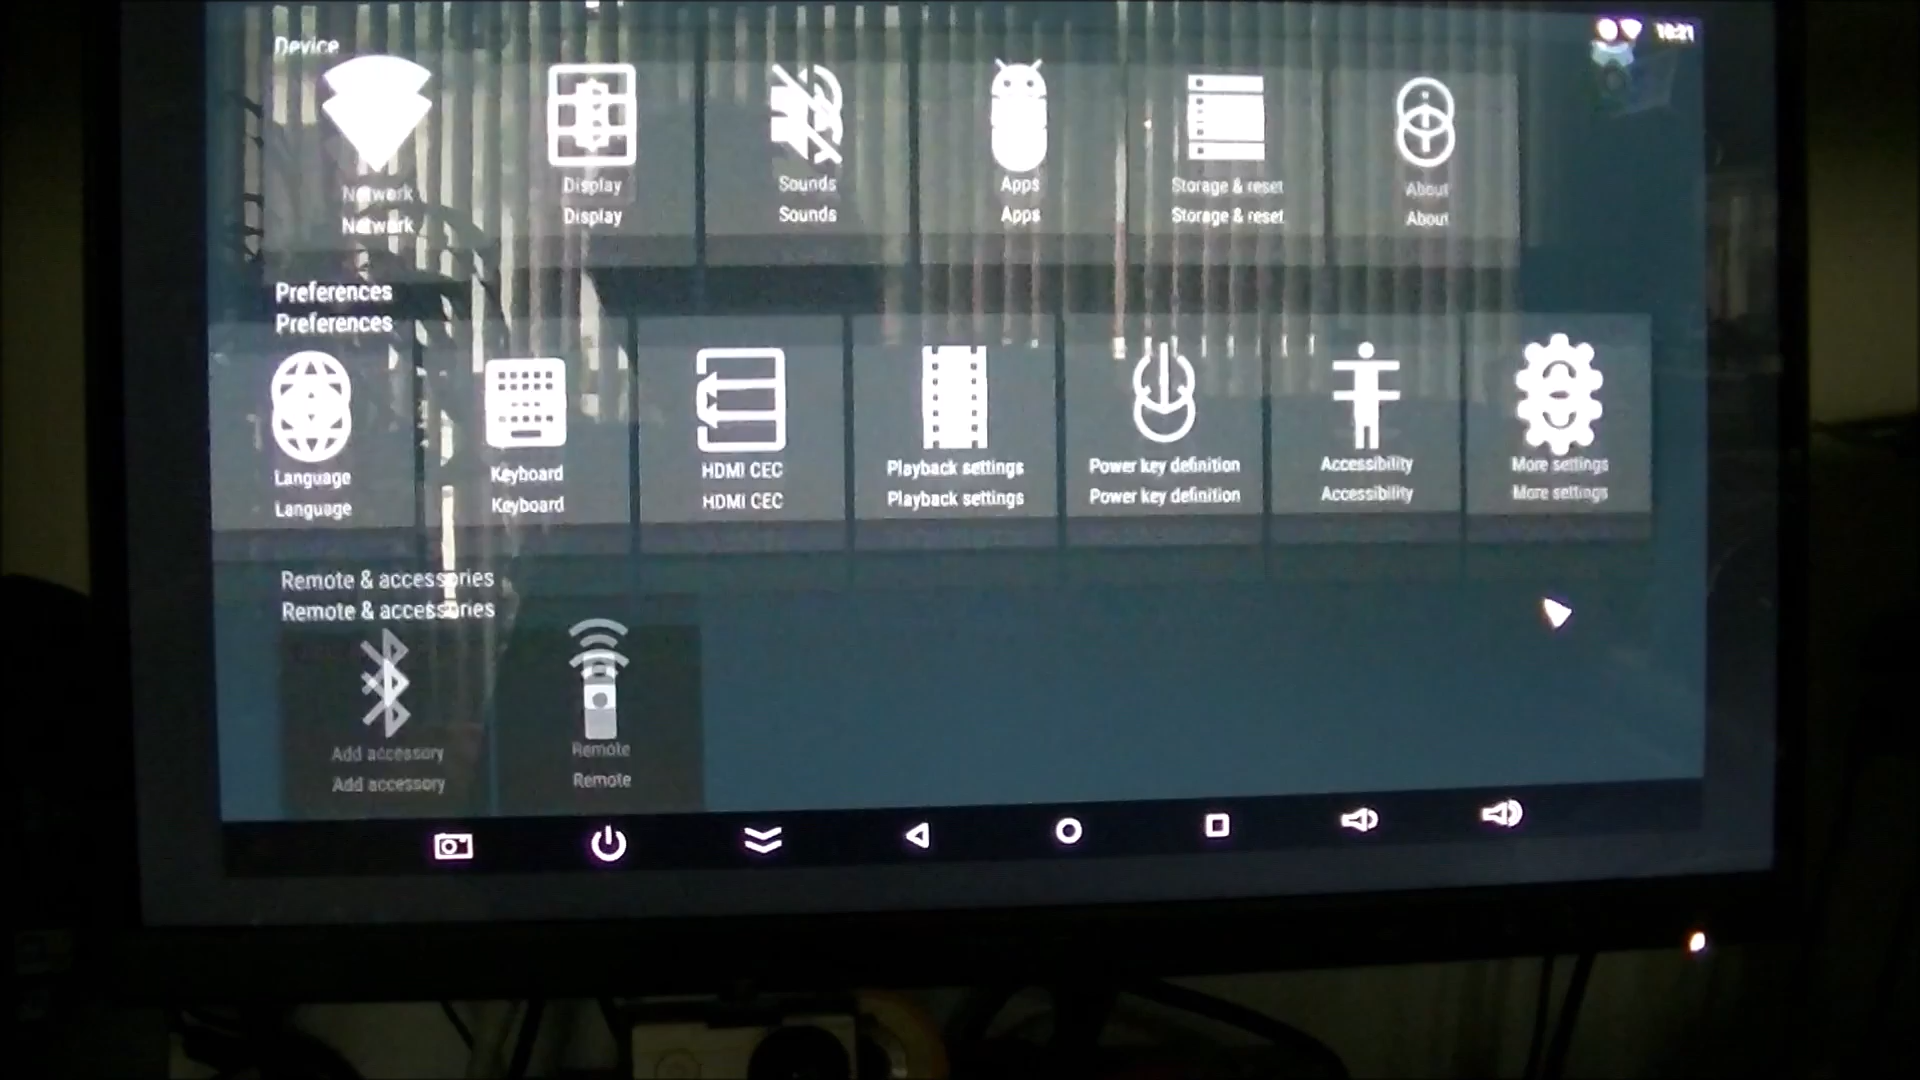 Device
Network Display Sounds Apps Storage & reset About
Network Display Sounds Apps Storage & reset About
Preferences
Preferences
Language Keyboard HDMI CEC Playback settings Power key definition Accessibility More settings
Language Keyboard HDMI CEC Playback settings Power key definition Accessibility More settings
Remote & accessories
Remote & accessories
Add accessory Remote
Add accessory Remote